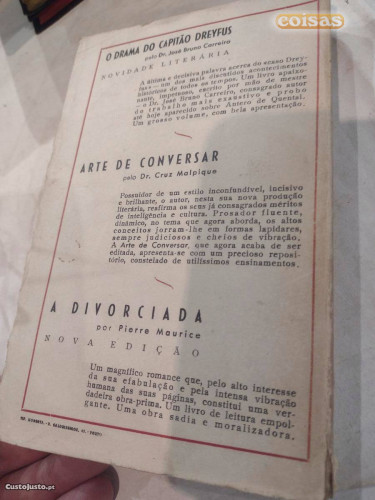 coisas
O DRAMA DO CAPITÃO DREYFUS
pelo Dr. José Bruno Carreiro
NOVIDADE LITERÁRIA
A última e decisiva palavra acerca do «caso Drey-
fus» — um dos mais discutidos acontecimentos
históricos de todos os tempos. Um livro apaixo-
nante, imparcial, escrito por mão de mestre
o Dr. José Bruno Carreiro, consagrado autor
do trabalho mais exaustivo e probo
até hoje aparecido sobre Antero de Quental.
Um grosso volume, com bela apresentação.
ARTE DE CONVERSAR
pelo Dr. Cruz Malpique
Possuidor de um estilo inconfundível, incisivo
e brilhante, o autor, nesta sua nova produção
literária, reafirma os seus já consagrados méritos
de inteligência e cultura. Prosador fluente,
dinâmico, no tema que agora aborda, os altos
conceitos jorram-lhe em formas lapidares,
sempre judiciosos e cheios de vibração.
A Arte de Conversar, que agora acaba de ser
editada, apresenta-se com um precioso reposi-
tório, constelado de utilíssimos ensinamentos.
A DIVORCIADA
por Pierre Maurice
NOVA EDIÇÃO
Um magnífico romance que, pelo alto interesse
da sua efabulação e pela intensa vibração
humana das suas páginas, constitui uma ver-
dadeira obra-prima. Um livro de leitura empol-
gante. Uma obra sadia e moralizadora.
CustoJusto.pt